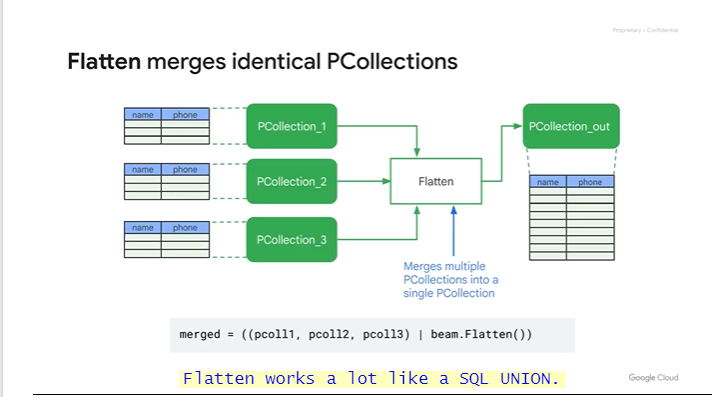 Proprietary + Confidential
Flatten merges identical PCollections
name phone
PCollection_1
PCollection_out
name phone
PCollection_2
Flatten
name phone
name phone
PCollection_3
Merges multiple
PCollections into a
single PCollection
merged = ((pcoll1, pcoll2, pcoll3) | beam.Flatten())
Flatten works a lot like a SQL UNION.
Google Cloud